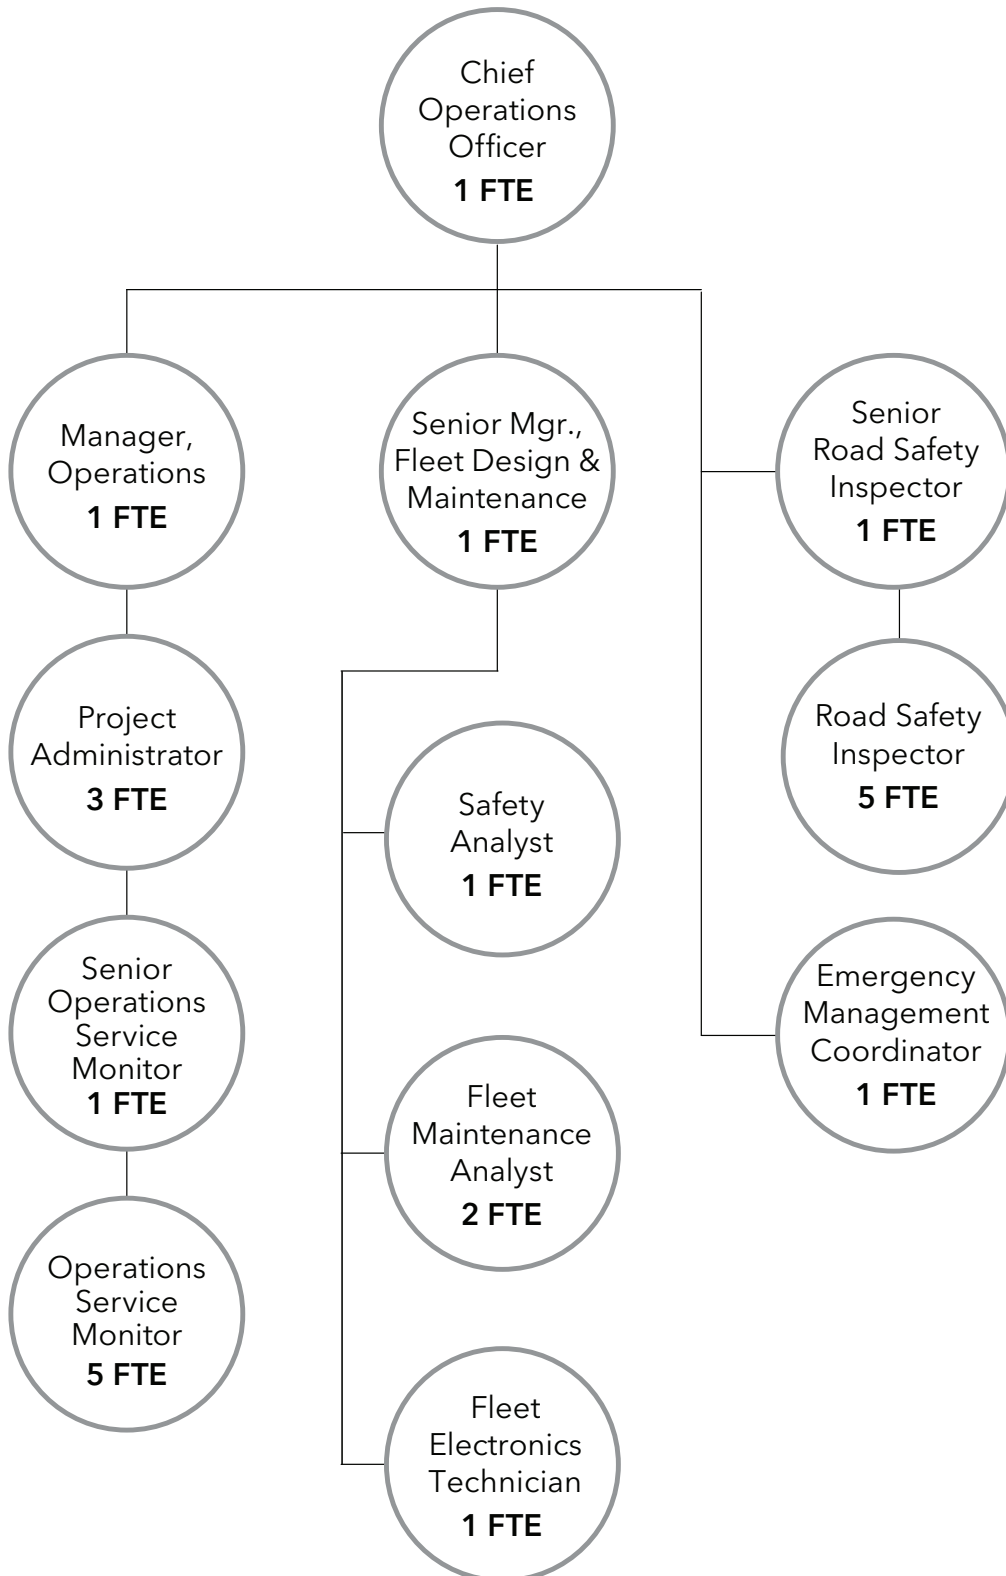 Chief
Operations
Officer
1 FTE
Manager,
Operations
1 FTE
Senior Mgr.,
Fleet Design &
Maintenance
1 FTE
Senior
Road Safety
Inspector
1 FTE
Project
Administrator
3 FTE
Road Safety
Inspector
5 FTE
Safety
Analyst
1 FTE
Senior
Operations
Service
Monitor
1 FTE
Emergency
Management
Coordinator
1 FTE
Fleet
Maintenance
Analyst
2 FTE
Operations
Service
Monitor
5 FTE
Fleet
Electronics
Technician
1 FTE